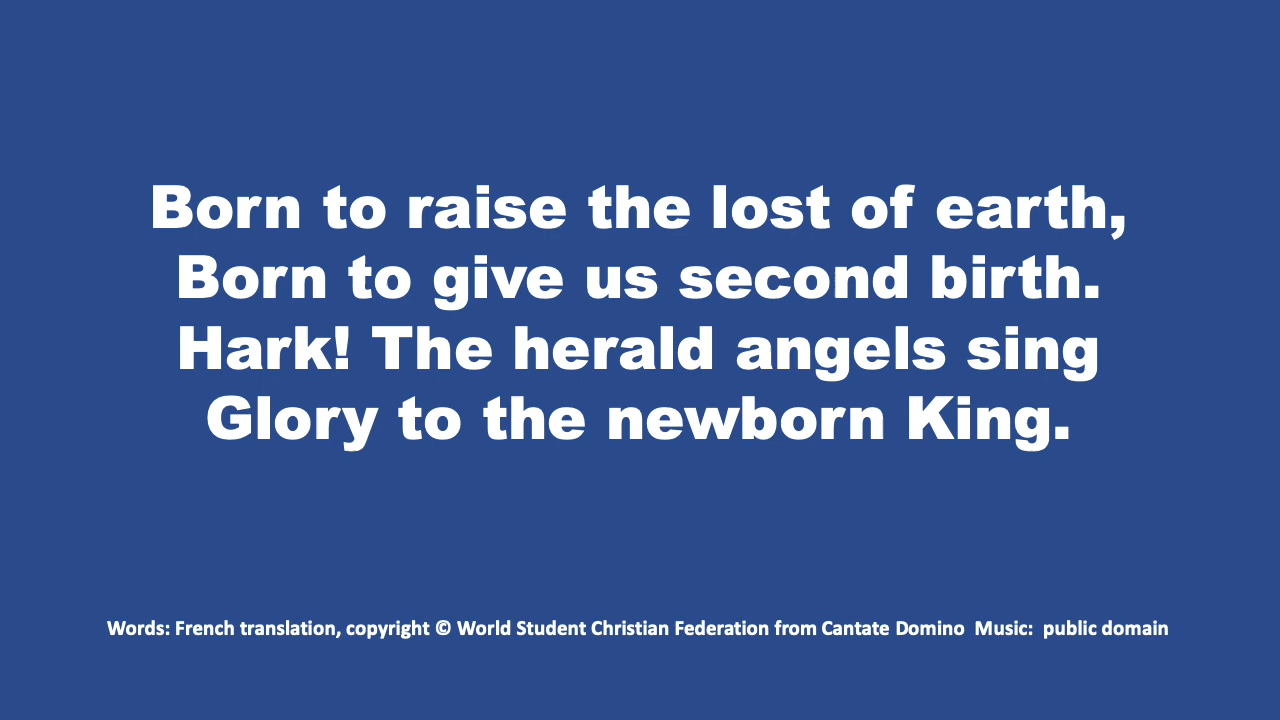 Born to raise the lost of earth,
Born to give us second birth.
Hark! The herald angels sing
Glory to the newborn King.
Words: French translation, copyright © World Student Christian Federation from Cantate Domino  Music:  public domain